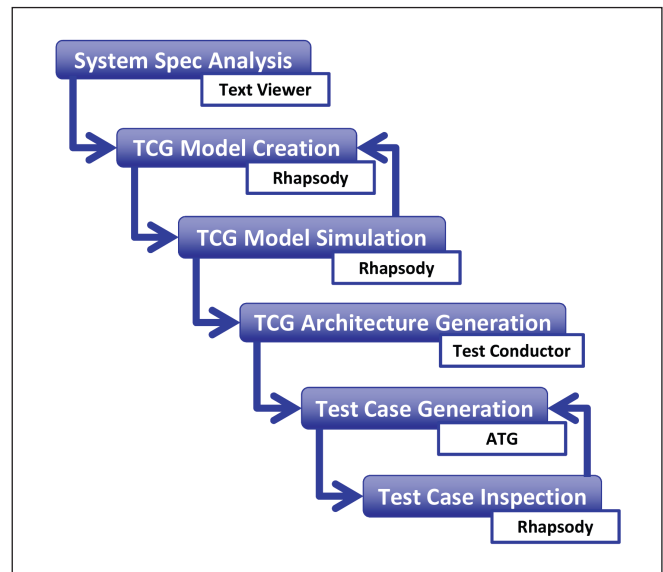 System Spec Analysis
Text Viewer
TCG Model Creation
Rhapsody
TCG Model Simulation
Rhapsody
TCG Architecture Generation
Test Conductor
Test Case Generation
ATG
Test Case Inspection
Rhapsody